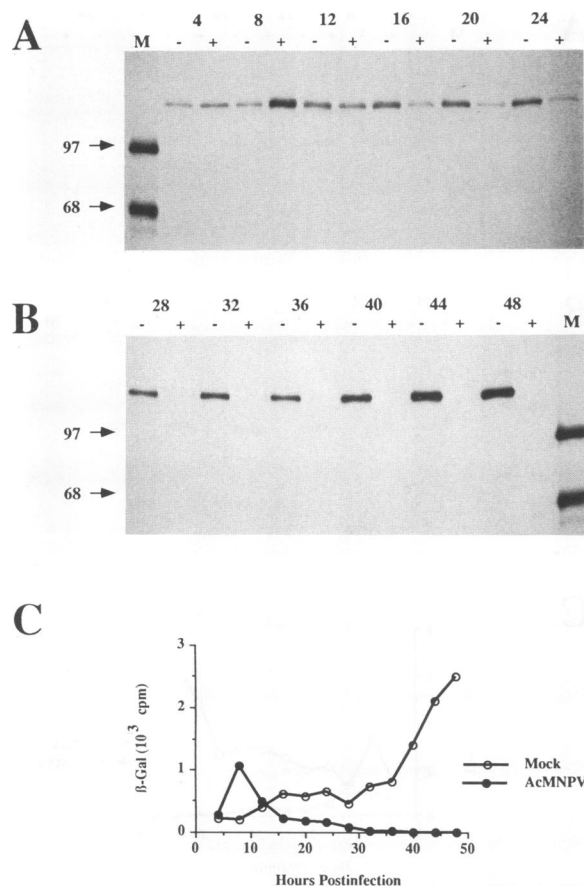 A
4 8 12 16 20 24
M - + - + - + - + - + - +
97
68
B
28 32 36 40 44 48
- + - + - + - + - + - + M
97
68
C
3
2
1
0
ß-Gal (10³ cpm)
0 10 20 30 40 50
Hours Postinfection
Mock
AcMNPV